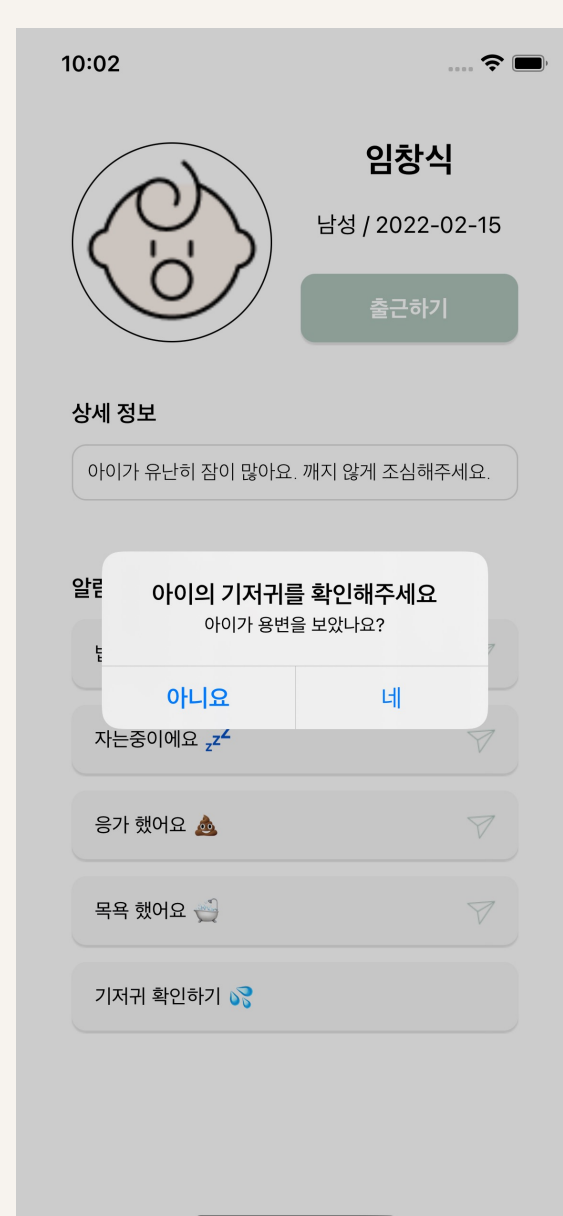 10:02
임창식
남성 / 2022-02-15
출근하기
상세 정보
아이가 유난히 잠이 많아요. 깨지 않게 조심해주세요.
아이의 기저귀를 확인해주세요
아이가 용변을 보았나요?
아니요
네
자는중이에요 💤
응가 했어요 💩
목욕 했어요 🛁
기저귀 확인하기 💦